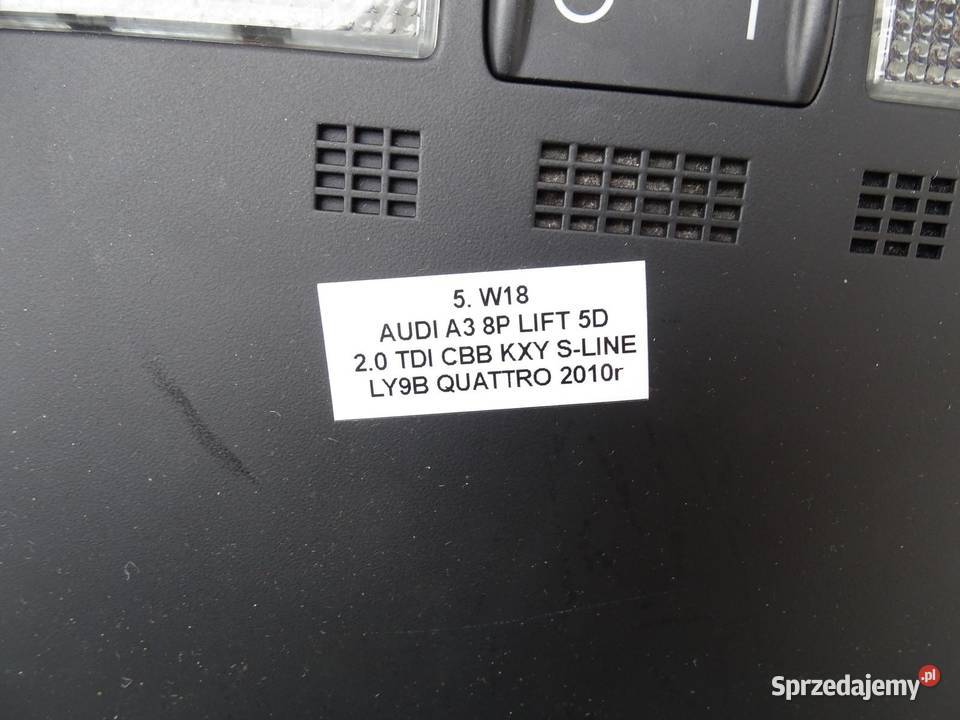 5. W18
AUDI A3 8P LIFT 5D
2.0 TDI CBB KXY S-LINE
LY9B QUATTRO 2010r
Sprzedajemy.pl